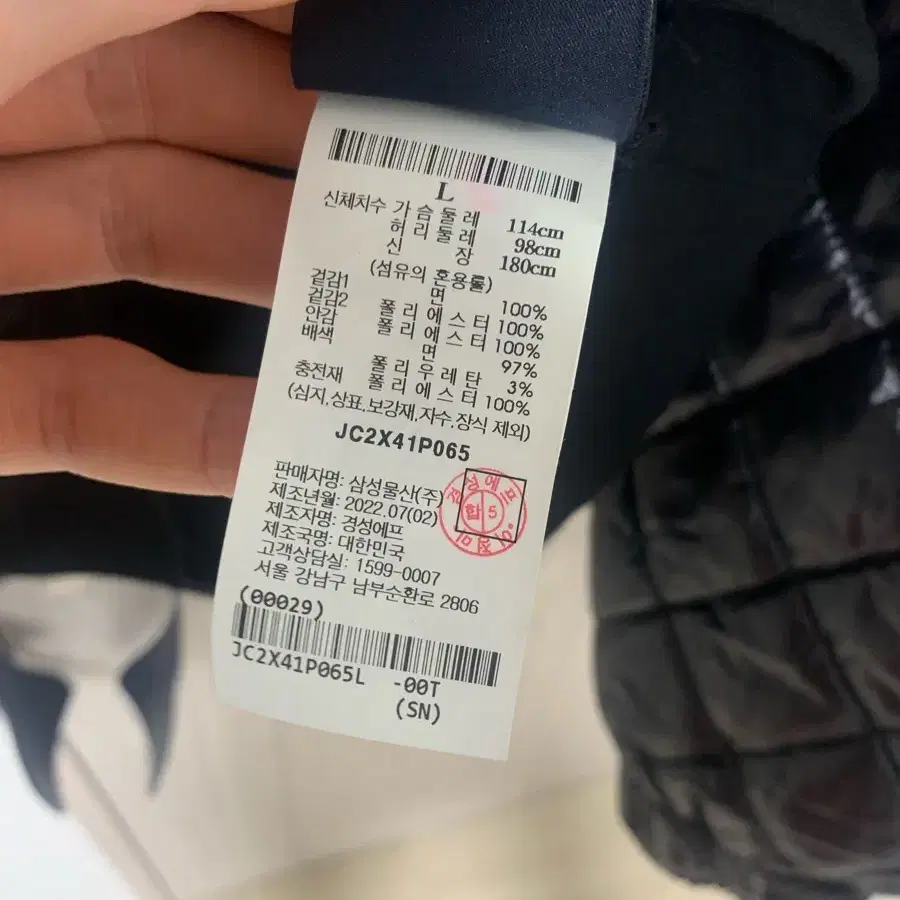 L
신체치수 가슴둘레 114cm
허리둘레 98cm
신장 180cm
(섬유의 혼용률)
겉감1 면 100%
겉감2 폴리에스터 100%
안감 폴리에스터 100%
배색 면 97%
폴리우레탄 3%
충전재 폴리에스터 100%
(심지,상표,보강재,자수,장식 제외)
JC2X41P065
판매자명: 삼성물산(주)
제조년월: 2022.07(02)
제조자명: 경성에프
제조국명: 대한민국
고객상담실: 1599-0007
서울 강남구 남부순환로 2806
합 5
(00029)
JC2X41P065L -00T
(SN)